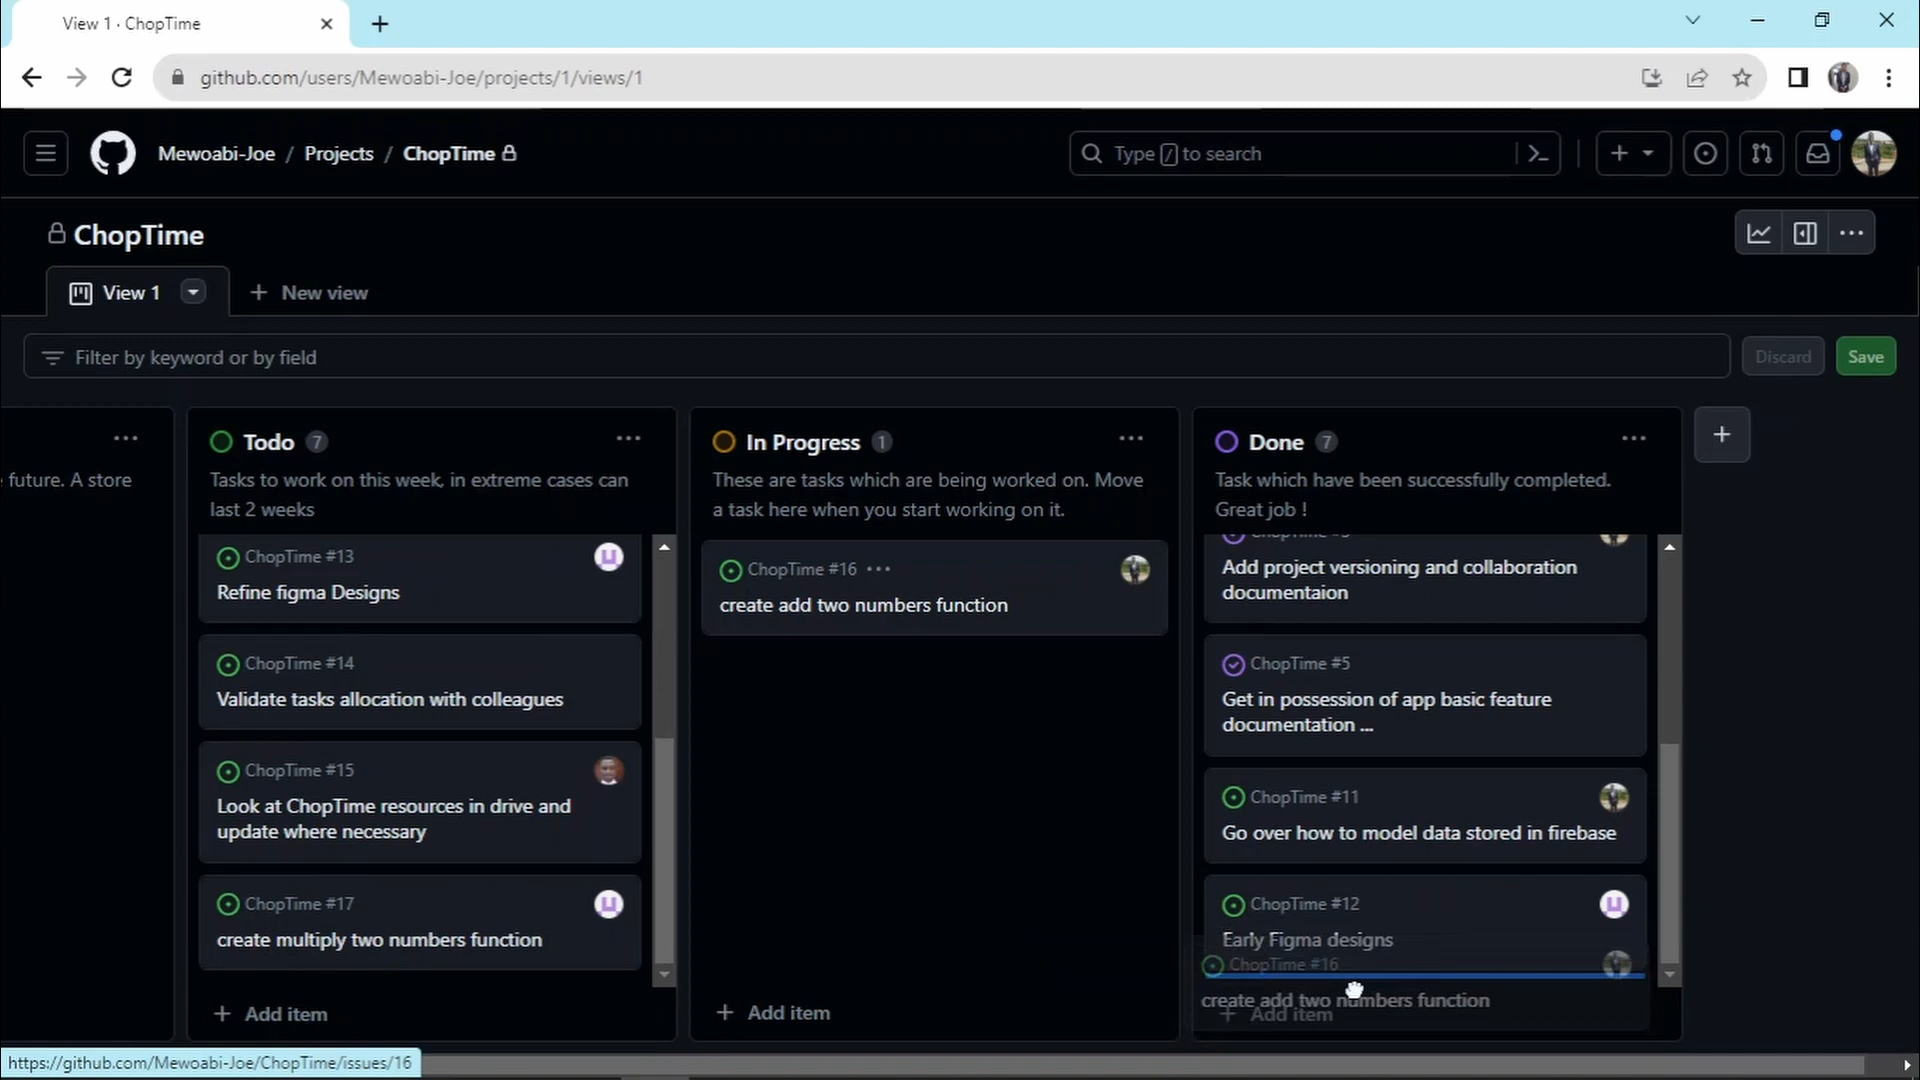 View 1 · ChopTime
github.com/users/Mewoabi-Joe/projects/1/views/1
Mewoabi-Joe / Projects / ChopTime
Type / to search
ChopTime
View 1
New view
Filter by keyword or by field
Discard
Save
future. A store
Todo 7
Tasks to work on this week, in extreme cases can
last 2 weeks
ChopTime #13
Refine figma Designs
ChopTime #14
Validate tasks allocation with colleagues
ChopTime #15
Look at ChopTime resources in drive and
update where necessary
ChopTime #17
create multiply two numbers function
+ Add item
In Progress 1
These are tasks which are being worked on. Move
a task here when you start working on it.
ChopTime #16
create add two numbers function
+ Add item
Done 7
Task which have been successfully completed.
Great job !
Add project versioning and collaboration
documentaion
ChopTime #5
Get in possession of app basic feature
documentation ...
ChopTime #11
Go over how to model data stored in firebase
ChopTime #12
Early Figma designs
ChopTime #16
create add two numbers function
+ Add item
https://github.com/Mewoabi-Joe/ChopTime/issues/16